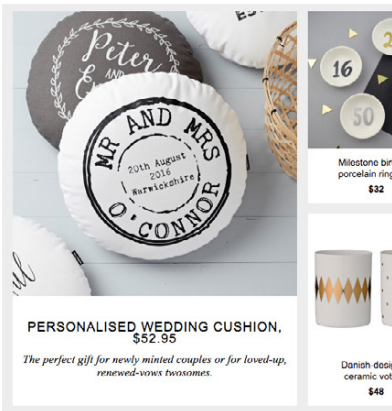 ES
Peter
AND
MR AND MRS
20th August
2016
Warwickshire
O'CONNOR
PERSONALISED WEDDING CUSHION,
$52.95
The perfect gift for newly minted couples or for loved-up,
renewed-vows twosomes.
16
50
Milestone bir
porcelain ring
$32
Danish-desig
ceramic vot
$48